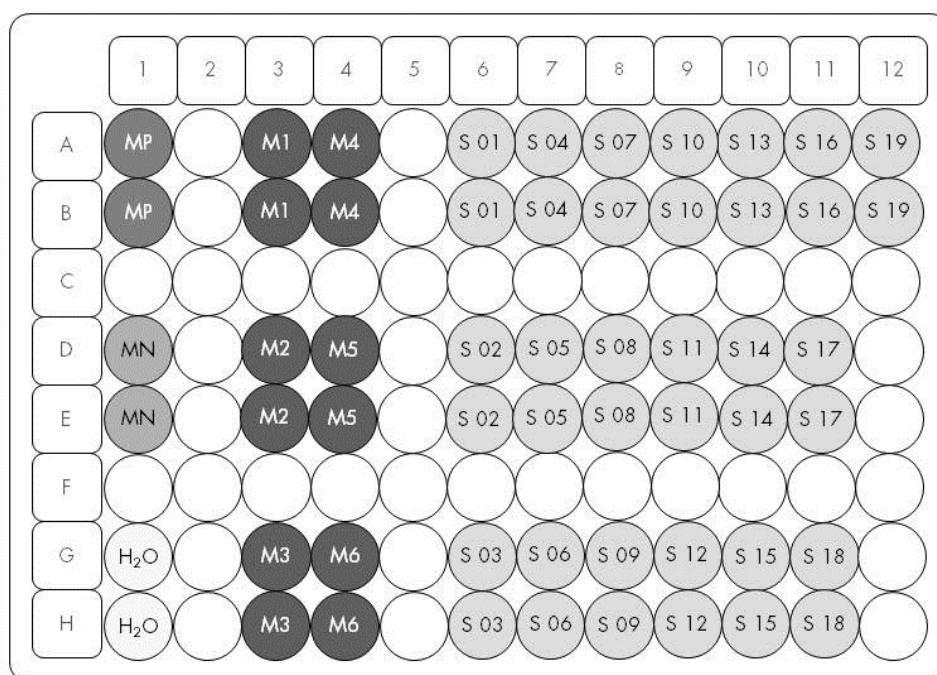 1 2 3 4 5 6 7 8 9 10 11 12
A MP M1 M4 S 01 S 04 S 07 S 10 S 13 S 16 S 19
B MP M1 M4 S 01 S 04 S 07 S 10 S 13 S 16 S 19
C
D MN M2 M5 S 02 S 05 S 08 S 11 S 14 S 17
E MN M2 M5 S 02 S 05 S 08 S 11 S 14 S 17
F
G H₂O M3 M6 S 03 S 06 S 09 S 12 S 15 S 18
H H₂O M3 M6 S 03 S 06 S 09 S 12 S 15 S 18